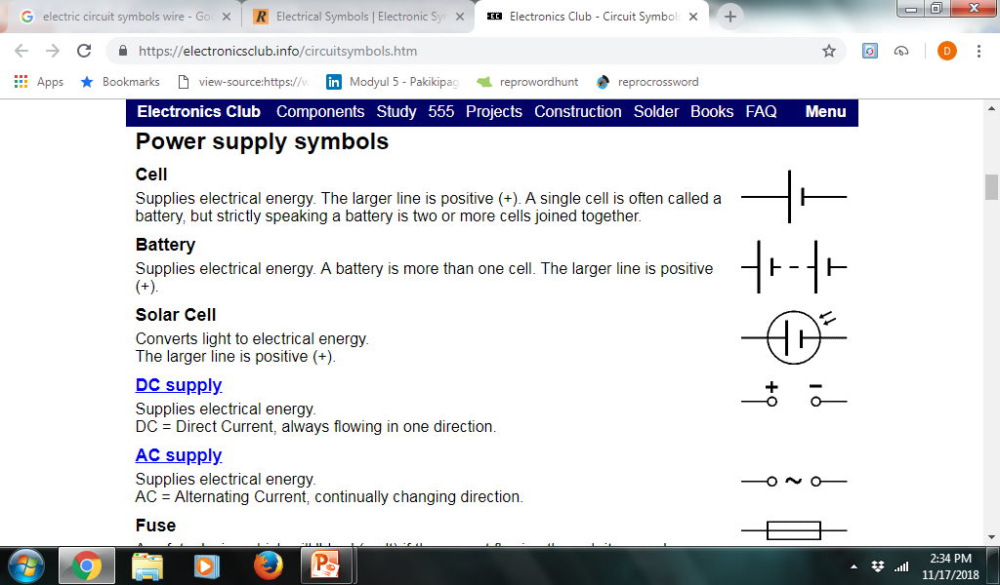 electric circuit symbols wire - Go
Electrical Symbols | Electronic Sy
Electronics Club - Circuit Symbols
https://electronicsclub.info/circuitsymbols.htm
D
Apps
Bookmarks
view-source:https://w
Modyul 5 - Pakikipag
reprowordhunt
reprocrossword
Electronics Club Components Study 555 Projects Construction Solder Books FAQ Menu
Power supply symbols
Cell
Supplies electrical energy. The larger line is positive (+). A single cell is often called a
battery, but strictly speaking a battery is two or more cells joined together.
Battery
Supplies electrical energy. A battery is more than one cell. The larger line is positive
(+).
Solar Cell
Converts light to electrical energy.
The larger line is positive (+).
DC supply
+ −
Supplies electrical energy.
DC = Direct Current, always flowing in one direction.
AC supply
Supplies electrical energy.
AC = Alternating Current, continually changing direction.
Fuse
2:34 PM
11/17/2018